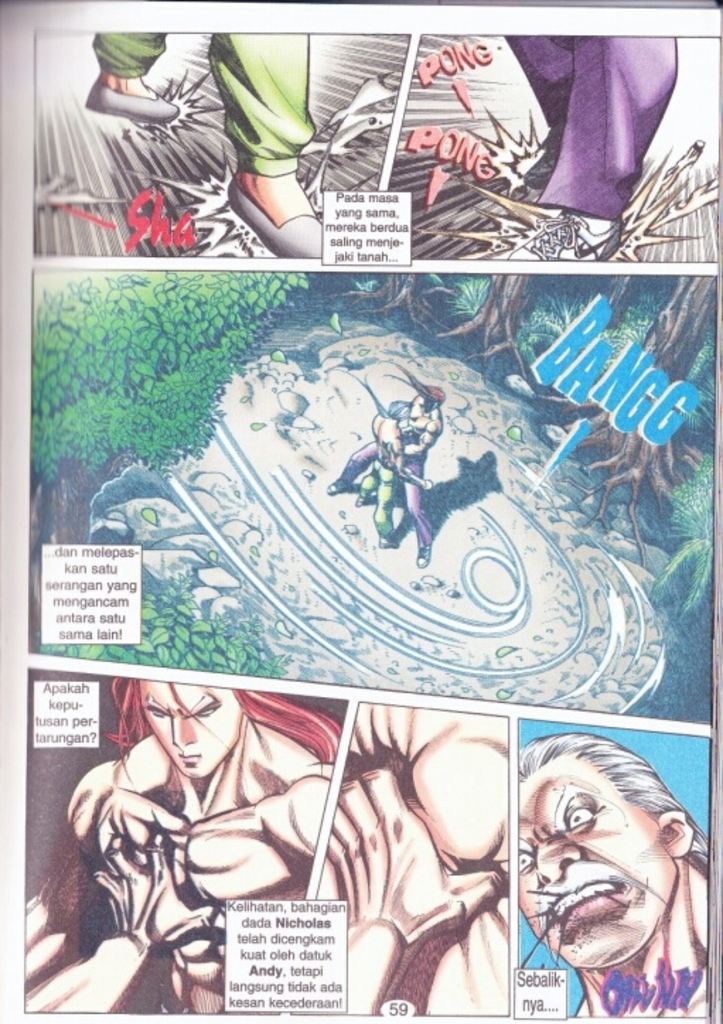 PONG
!
PONG
!
Sha
Pada masa
yang sama,
mereka berdua
saling menje-
jaki tanah...
BANGG
!
...dan melepas-
kan satu
serangan yang
mengancam
antara satu
sama lain!
Apakah
kepu-
tusan per-
tarungan?
Kelihatan, bahagian
dada Nicholas
telah dicengkam
kuat oleh datuk
Andy, tetapi
langsung tidak ada
kesan kecederaan!
Sebalik-
nya....
59